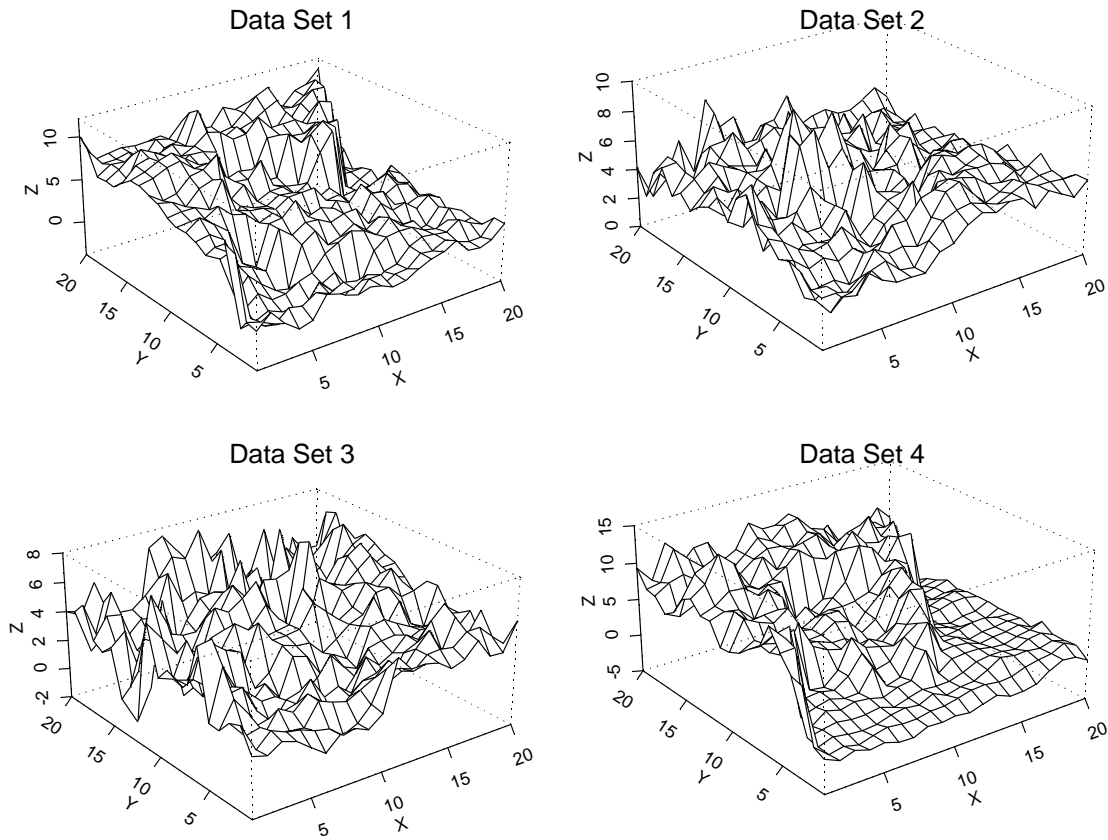 Data Set 1
Z
0 5 10
Y
20 15 10 5
X
5 10 15 20
Data Set 2
Z
0 2 4 6 8 10
Y
20 15 10 5
X
5 10 15 20
Data Set 3
Z
-2 0 2 4 6 8
Y
20 15 10 5
X
5 10 15 20
Data Set 4
Z
-5 0 5 10 15
Y
20 15 10 5
X
5 10 15 20